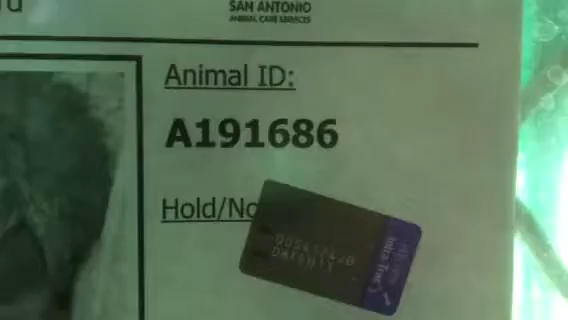 SAN ANTONIO
ANIMAL CARE SERVICES
Animal ID:
A191686
Hold/No